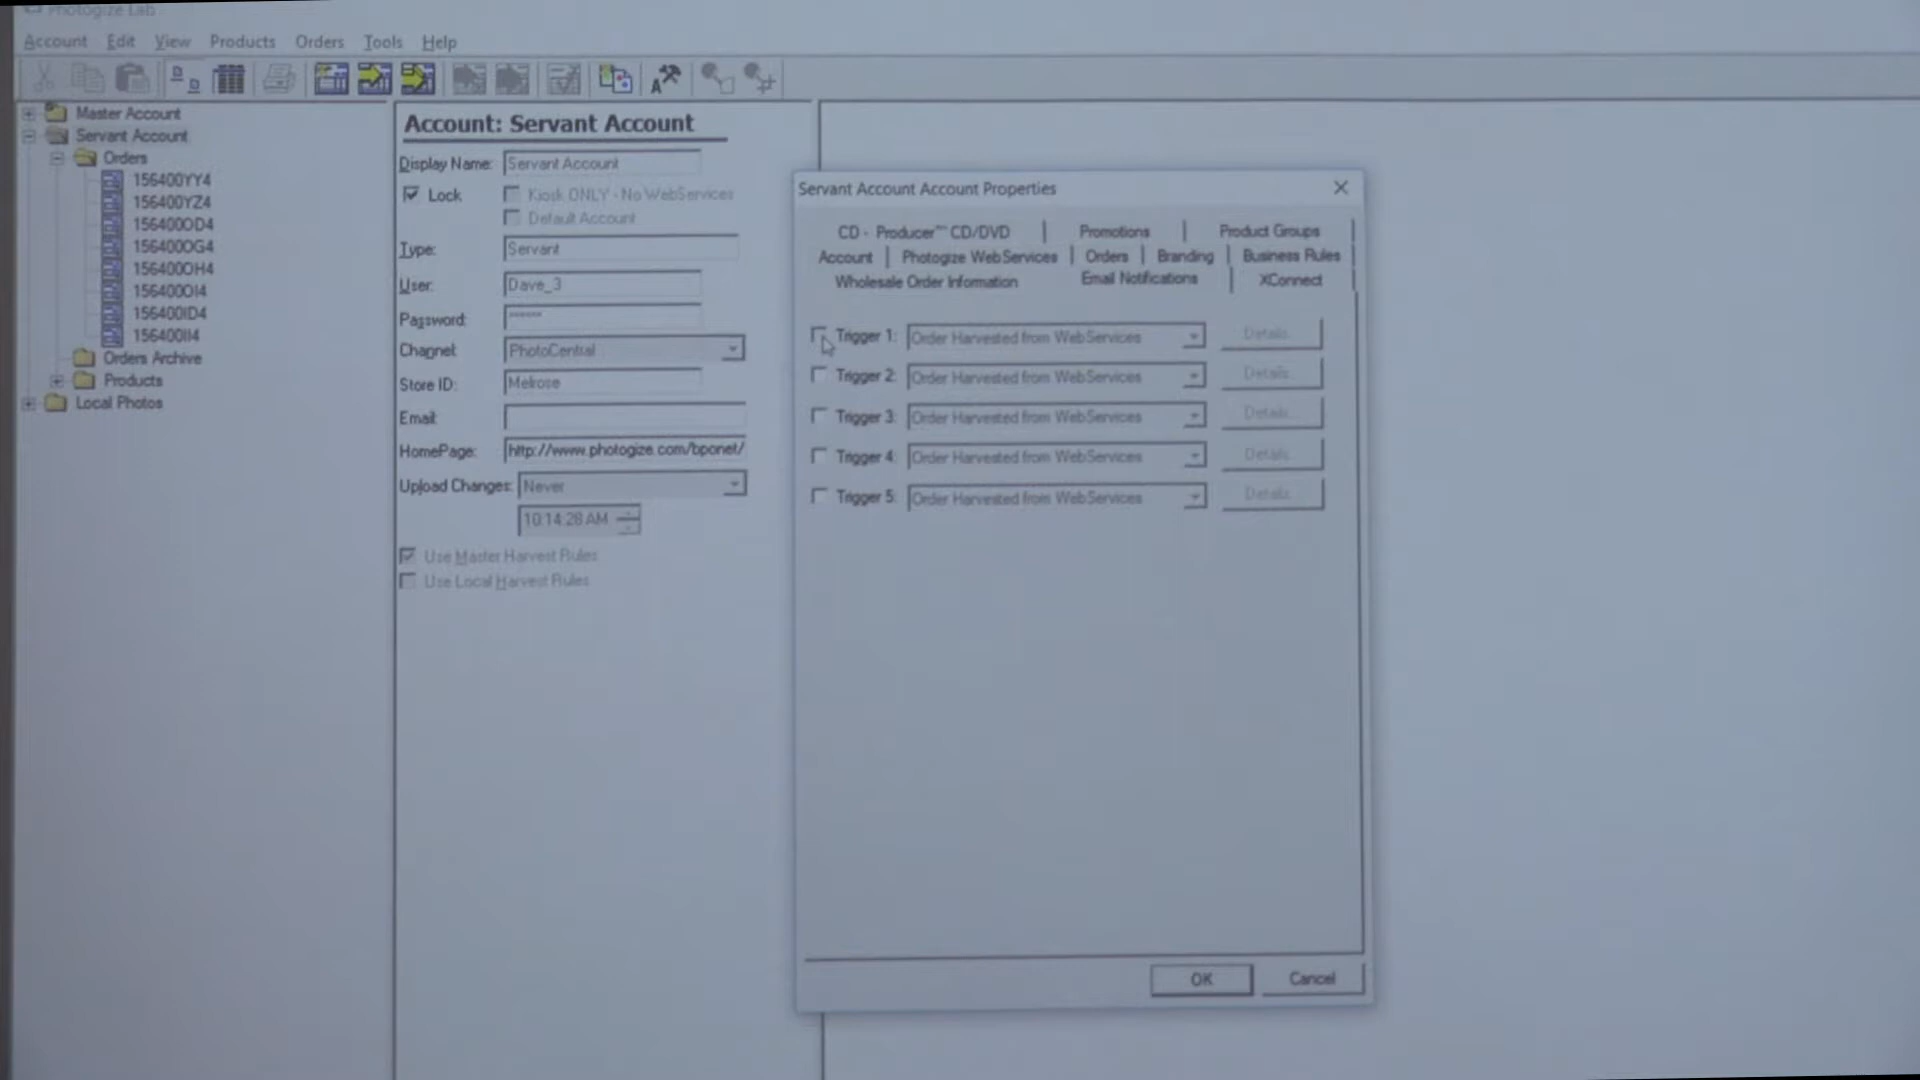 Photogize Lab
Account Edit View Products Orders Tools Help
Master Account
Servant Account
Orders
156400YY4
156400YZ4
156400OD4
156400OG4
156400OH4
156400OI4
156400ID4
156400II4
Orders Archive
Products
Local Photos
Account: Servant Account
Display Name: Servant Account
Lock Kiosk ONLY - No WebServices
Default Account
Type: Servant
User: Dave_3
Password:
Channel: PhotoCentral
Store ID: Melrose
Email:
HomePage: http://www.photogize.com/bponet/
Upload Changes: Never
10:14:28 AM
Use Master Harvest Rules
Use Local Harvest Rules
Servant Account Account Properties
CD - Producer™ CD/DVD Promotions Product Groups
Account Photogize WebServices Orders Branding Business Rules
Wholesale Order Information Email Notifications XConnect
Trigger 1: Order Harvested from WebServices Details...
Trigger 2: Order Harvested from WebServices Details...
Trigger 3: Order Harvested from WebServices Details...
Trigger 4: Order Harvested from WebServices Details...
Trigger 5: Order Harvested from WebServices Details...
OK Cancel